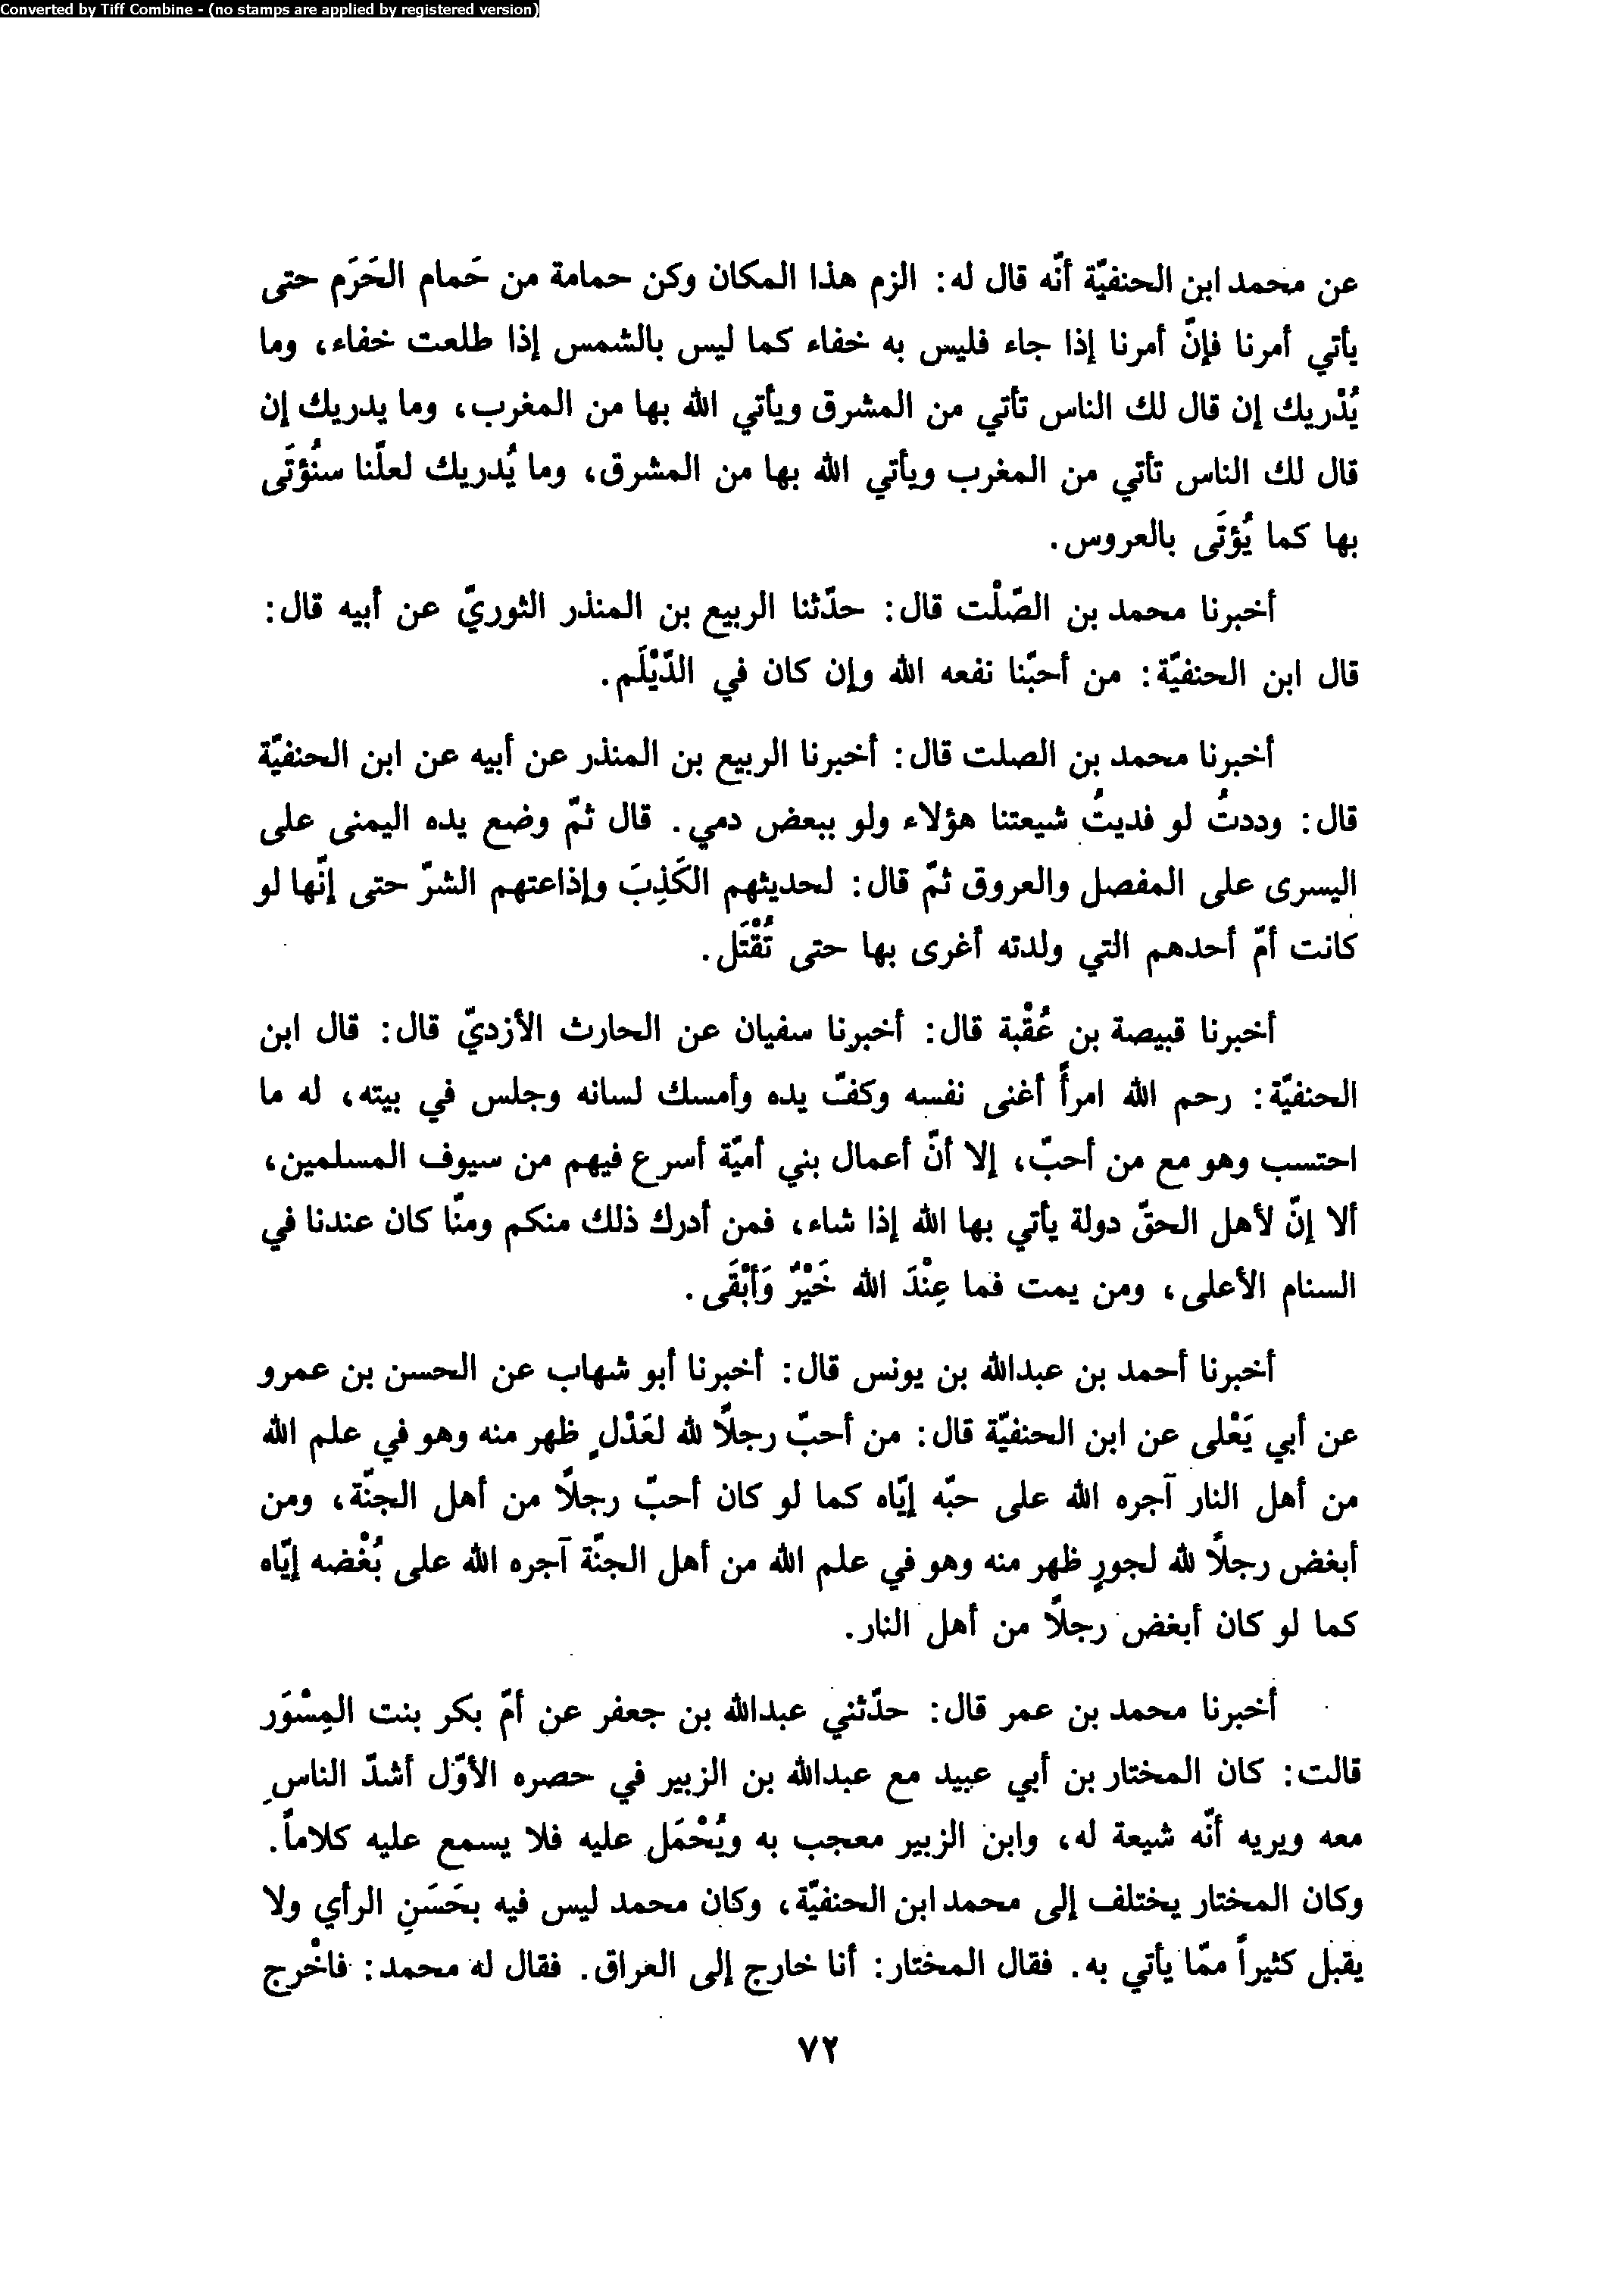 Converted by Tiff Combine - (no stamps are applied by registered version)
عن محمد ابن الحنفيّة أنّه قال له: الزم هذا المكان وكن حمامة من حَمام الحَرَم حتى
يأتي أمرنا فإنّ أمرنا إذا جاء فليس به خفاء كما ليس بالشمس إذا طلعت خفاء، وما
يُدْريك إن قال لك الناس تأتي من المشرق ويأتي الله بها من المغرب، وما يدريك إن
قال لك الناس تأتي من المغرب ويأتي الله بها من المشرق، وما يُدريك لعلّنا سنُؤتَى
بها كما يُؤتَى بالعروس.
أخبرنا محمد بن الصّلْت قال: حدّثنا الربيع بن المنذر الثوريّ عن أبيه قال:
قال ابن الحنفيّة: من أحبّنا نفعه الله وإن كان في الدّيْلَم.
أخبرنا محمد بن الصلت قال: أخبرنا الربيع بن المنذر عن أبيه عن ابن الحنفيّة
قال: وددتُ لو فديتُ شيعتنا هؤلاء ولو ببعض دمي. قال ثمّ وضع يده اليمنى على
اليسرى على المفصل والعروق ثمّ قال: لحديثهم الكَذِبَ وإذاعتهم الشرّ حتى إنّها لو
كانت أمّ أحدهم التي ولدته أغرى بها حتى تُقْتَل.
أخبرنا قبيصة بن عُقْبة قال: أخبرنا سفيان عن الحارث الأزديّ قال: قال ابن
الحنفيّة: رحم الله امرأً أغنى نفسه وكفّ يده وأمسك لسانه وجلس في بيته، له ما
احتسب وهو مع من أحبّ، إلا أنّ أعمال بني أميّة أسرع فيهم من سيوف المسلمين،
ألا إنّ لأهل الحقّ دولة يأتي بها الله إذا شاء، فمن أدرك ذلك منكم ومنّا كان عندنا في
السنام الأعلى، ومن يمت فما عِنْدَ الله خَيْرٌ وَأَبْقَى.
أخبرنا أحمد بن عبدالله بن يونس قال: أخبرنا أبو شهاب عن الحسن بن عمرو
عن أبي يَعْلى عن ابن الحنفيّة قال: من أحبّ رجلاً لله لعَدْلٍ ظهر منه وهو في علم الله
من أهل النار آجره الله على حبّه إيّاه كما لو كان أحبّ رجلاً من أهل الجنّة، ومن
أبغض رجلاً لله لجورٍ ظهر منه وهو في علم الله من أهل الجنّة آجره الله على بُغْضه إيّاه
كما لو كان أبغض رجلاً من أهل النار.
أخبرنا محمد بن عمر قال: حدّثني عبدالله بن جعفر عن أمّ بكر بنت المِسْوَر
قالت: كان المختار بن أبي عبيد مع عبدالله بن الزبير في حصره الأوّل أشدّ الناسِ
معه ويريه أنّه شيعة له، وابن الزبير معجب به ويُحْمَل عليه فلا يسمع عليه كلاماً.
وكان المختار يختلف إلى محمد ابن الحنفيّة، وكان محمد ليس فيه بحَسَنِ الرأي ولا
يقبل كثيراً ممّا يأتي به. فقال المختار: أنا خارج إلى العراق. فقال له محمد: فاخْرج
٧٢